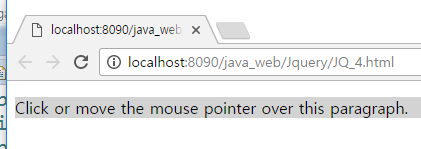 localhost:8090/java_web
localhost:8090/java_web/Jquery/JQ_4.html
Click or move the mouse pointer over this paragraph.